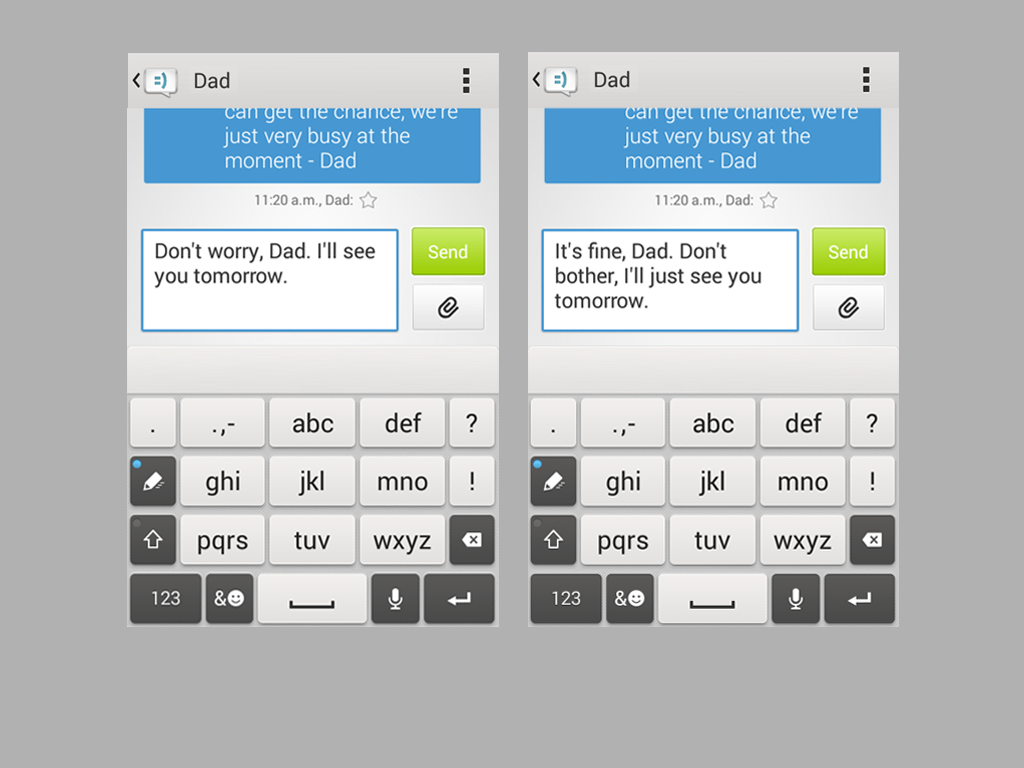 =) Dad
can get the chance, we're
just very busy at the
moment - Dad
11:20 a.m., Dad:
Don't worry, Dad. I'll see
you tomorrow.
Send
. .,- abc def ?
ghi jkl mno !
pqrs tuv wxyz
123 &
=) Dad
can get the chance, we're
just very busy at the
moment - Dad
11:20 a.m., Dad:
It's fine, Dad. Don't
bother, I'll just see you
tomorrow.
Send
. .,- abc def ?
ghi jkl mno !
pqrs tuv wxyz
123 &